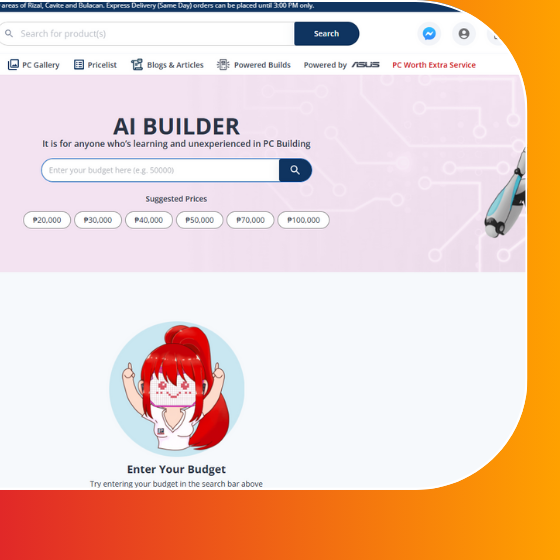 areas of Rizal, Cavite and Bulacan. Express Delivery (Same Day) orders can be placed until 3:00 PM only.
Search for product(s)
Search
PC Gallery
Pricelist
Blogs & Articles
Powered Builds
Powered by ASUS
PC Worth Extra Service
AI BUILDER
It is for anyone who's learning and unexperienced in PC Building
Enter your budget here (e.g. 50000)
Suggested Prices
₱20,000
₱30,000
₱40,000
₱50,000
₱70,000
₱100,000
Enter Your Budget
Try entering your budget in the search bar above